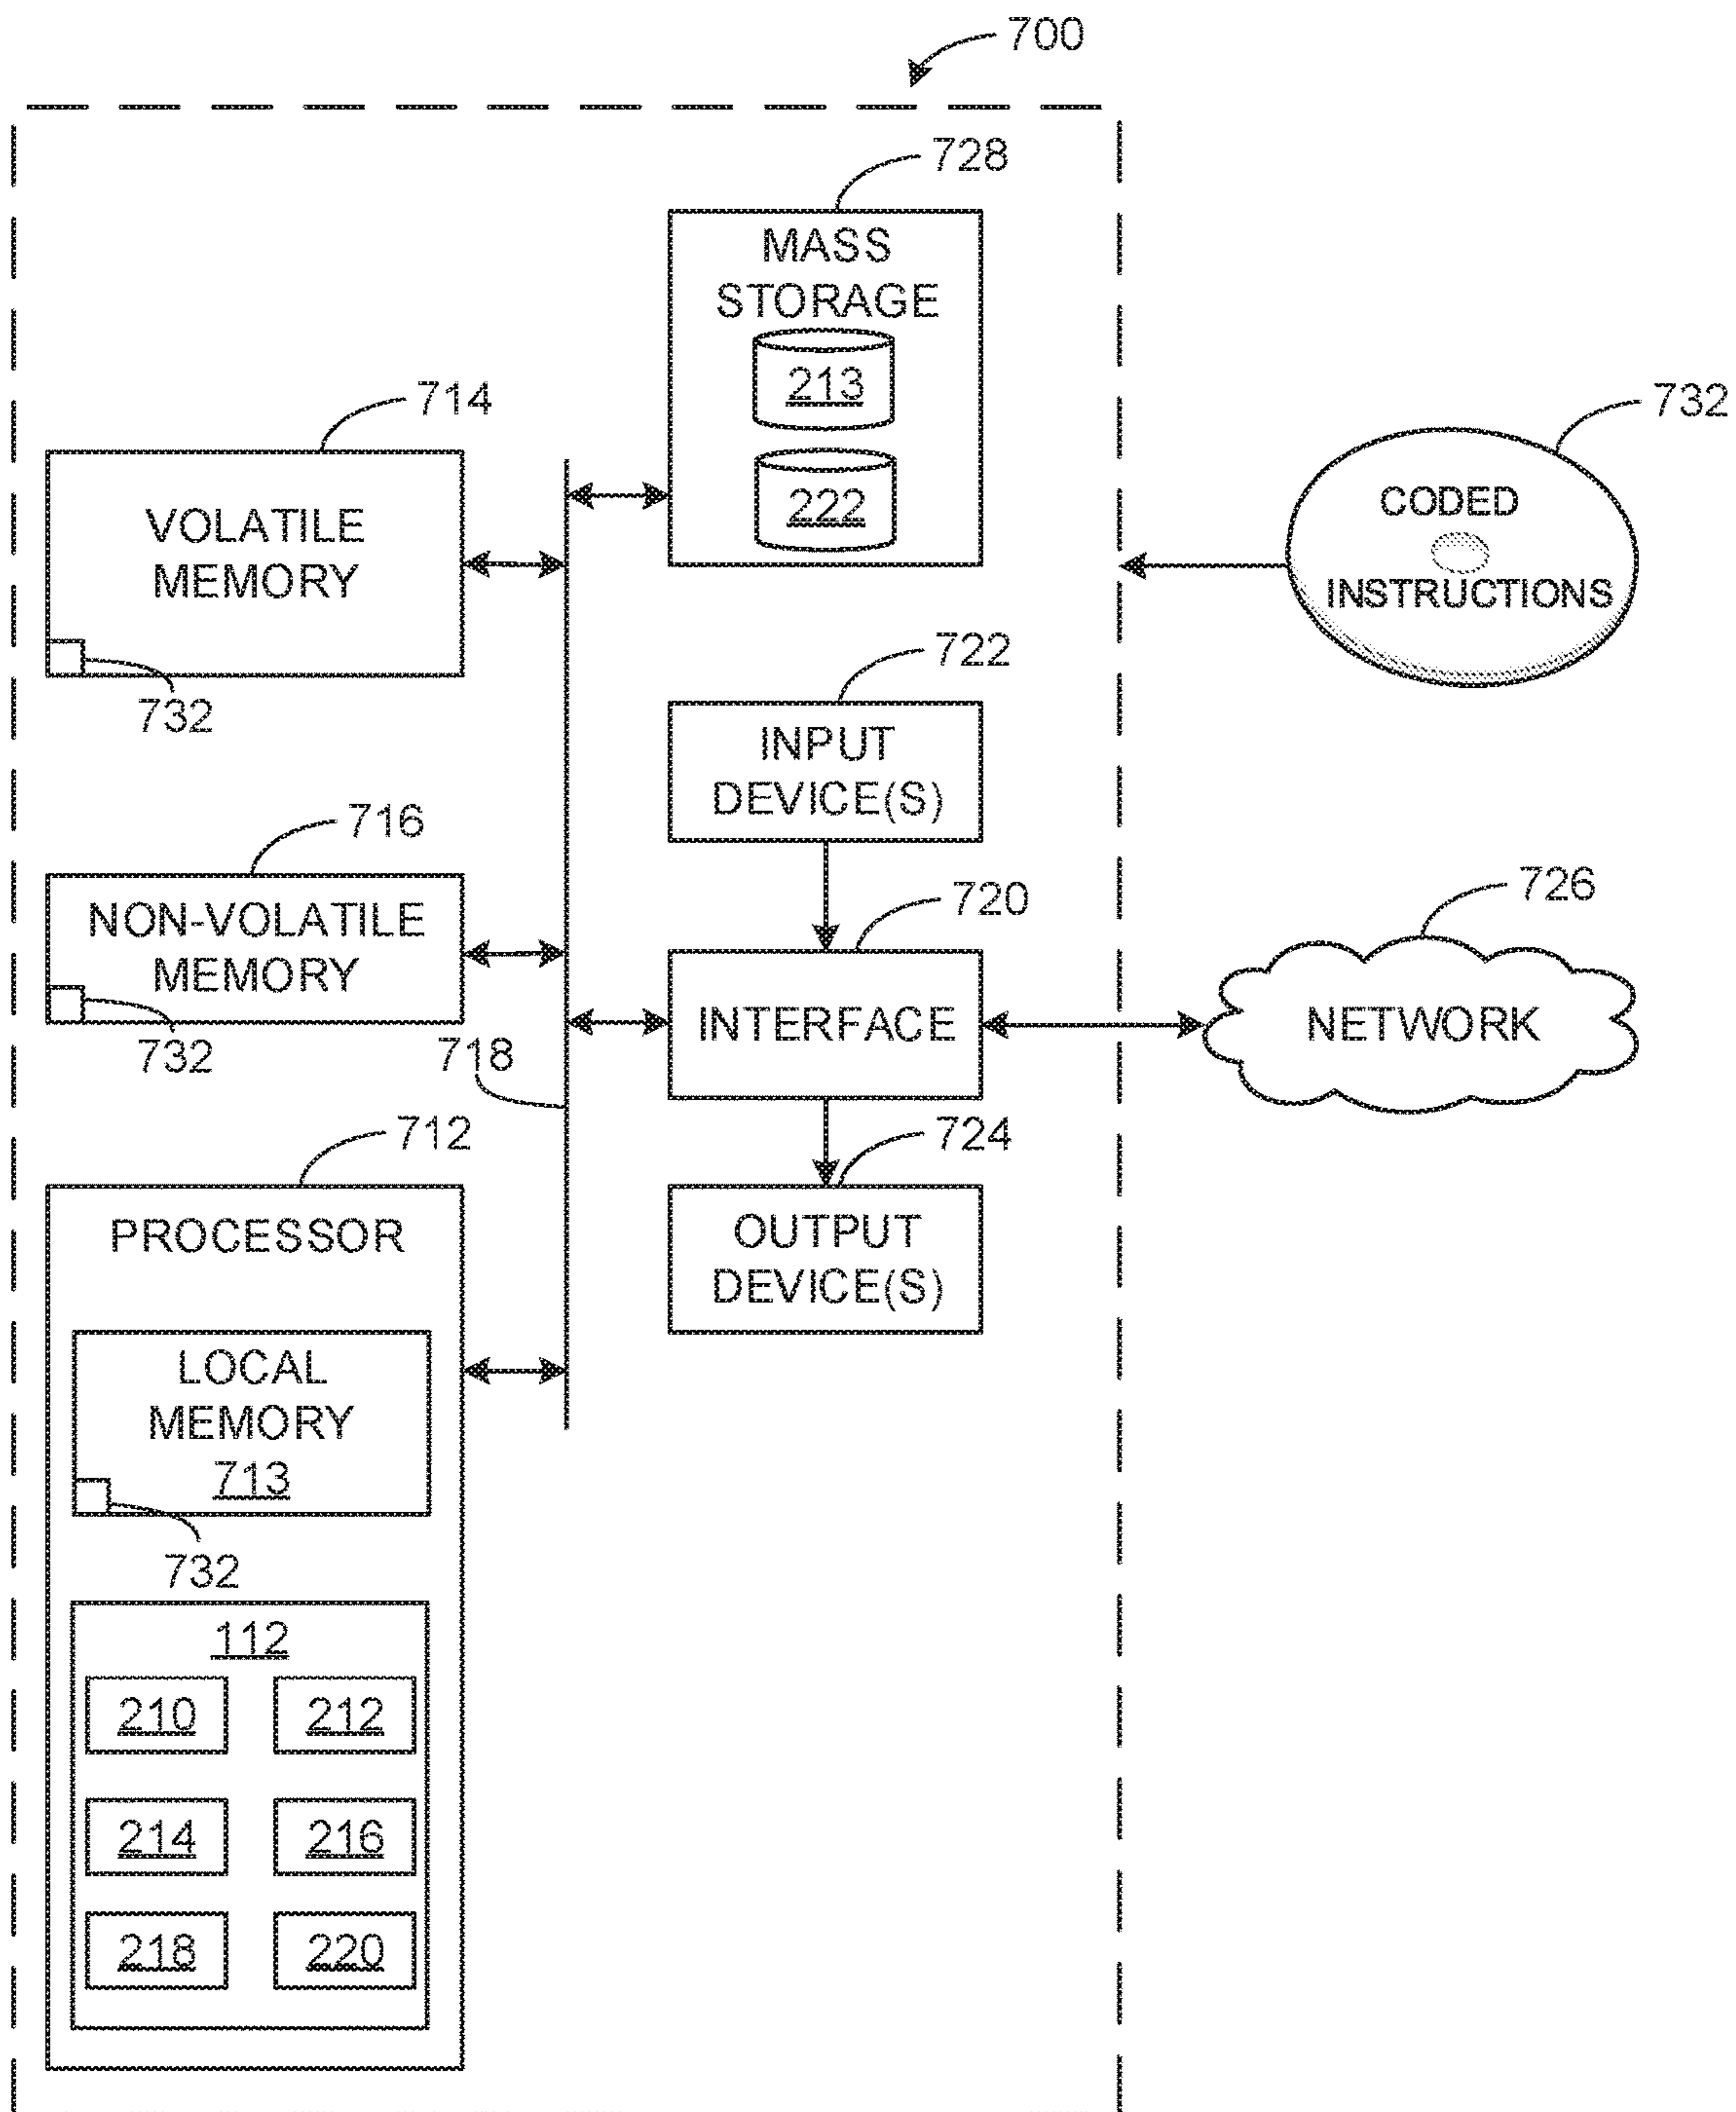 700
728
MASS
STORAGE
213
222
714
VOLATILE
MEMORY
732
732
CODED
INSTRUCTIONS
722
INPUT
DEVICE(S)
716
NON-VOLATILE
MEMORY
732
720
INTERFACE
726
NETWORK
718
712
PROCESSOR
724
OUTPUT
DEVICE(S)
LOCAL
MEMORY
713
732
112
210
212
214
216
218
220